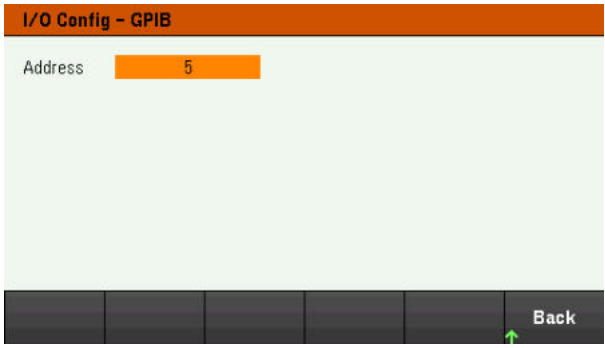 I/O Config – GPIB
Address 5
Back